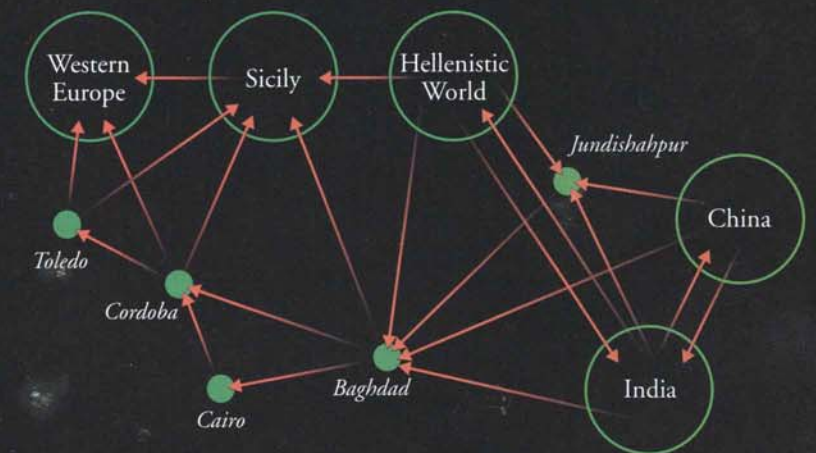 Western
Europe
Sicily
Hellenistic
World
Jundishahpur
China
Toledo
Cordoba
Baghdad
India
Cairo